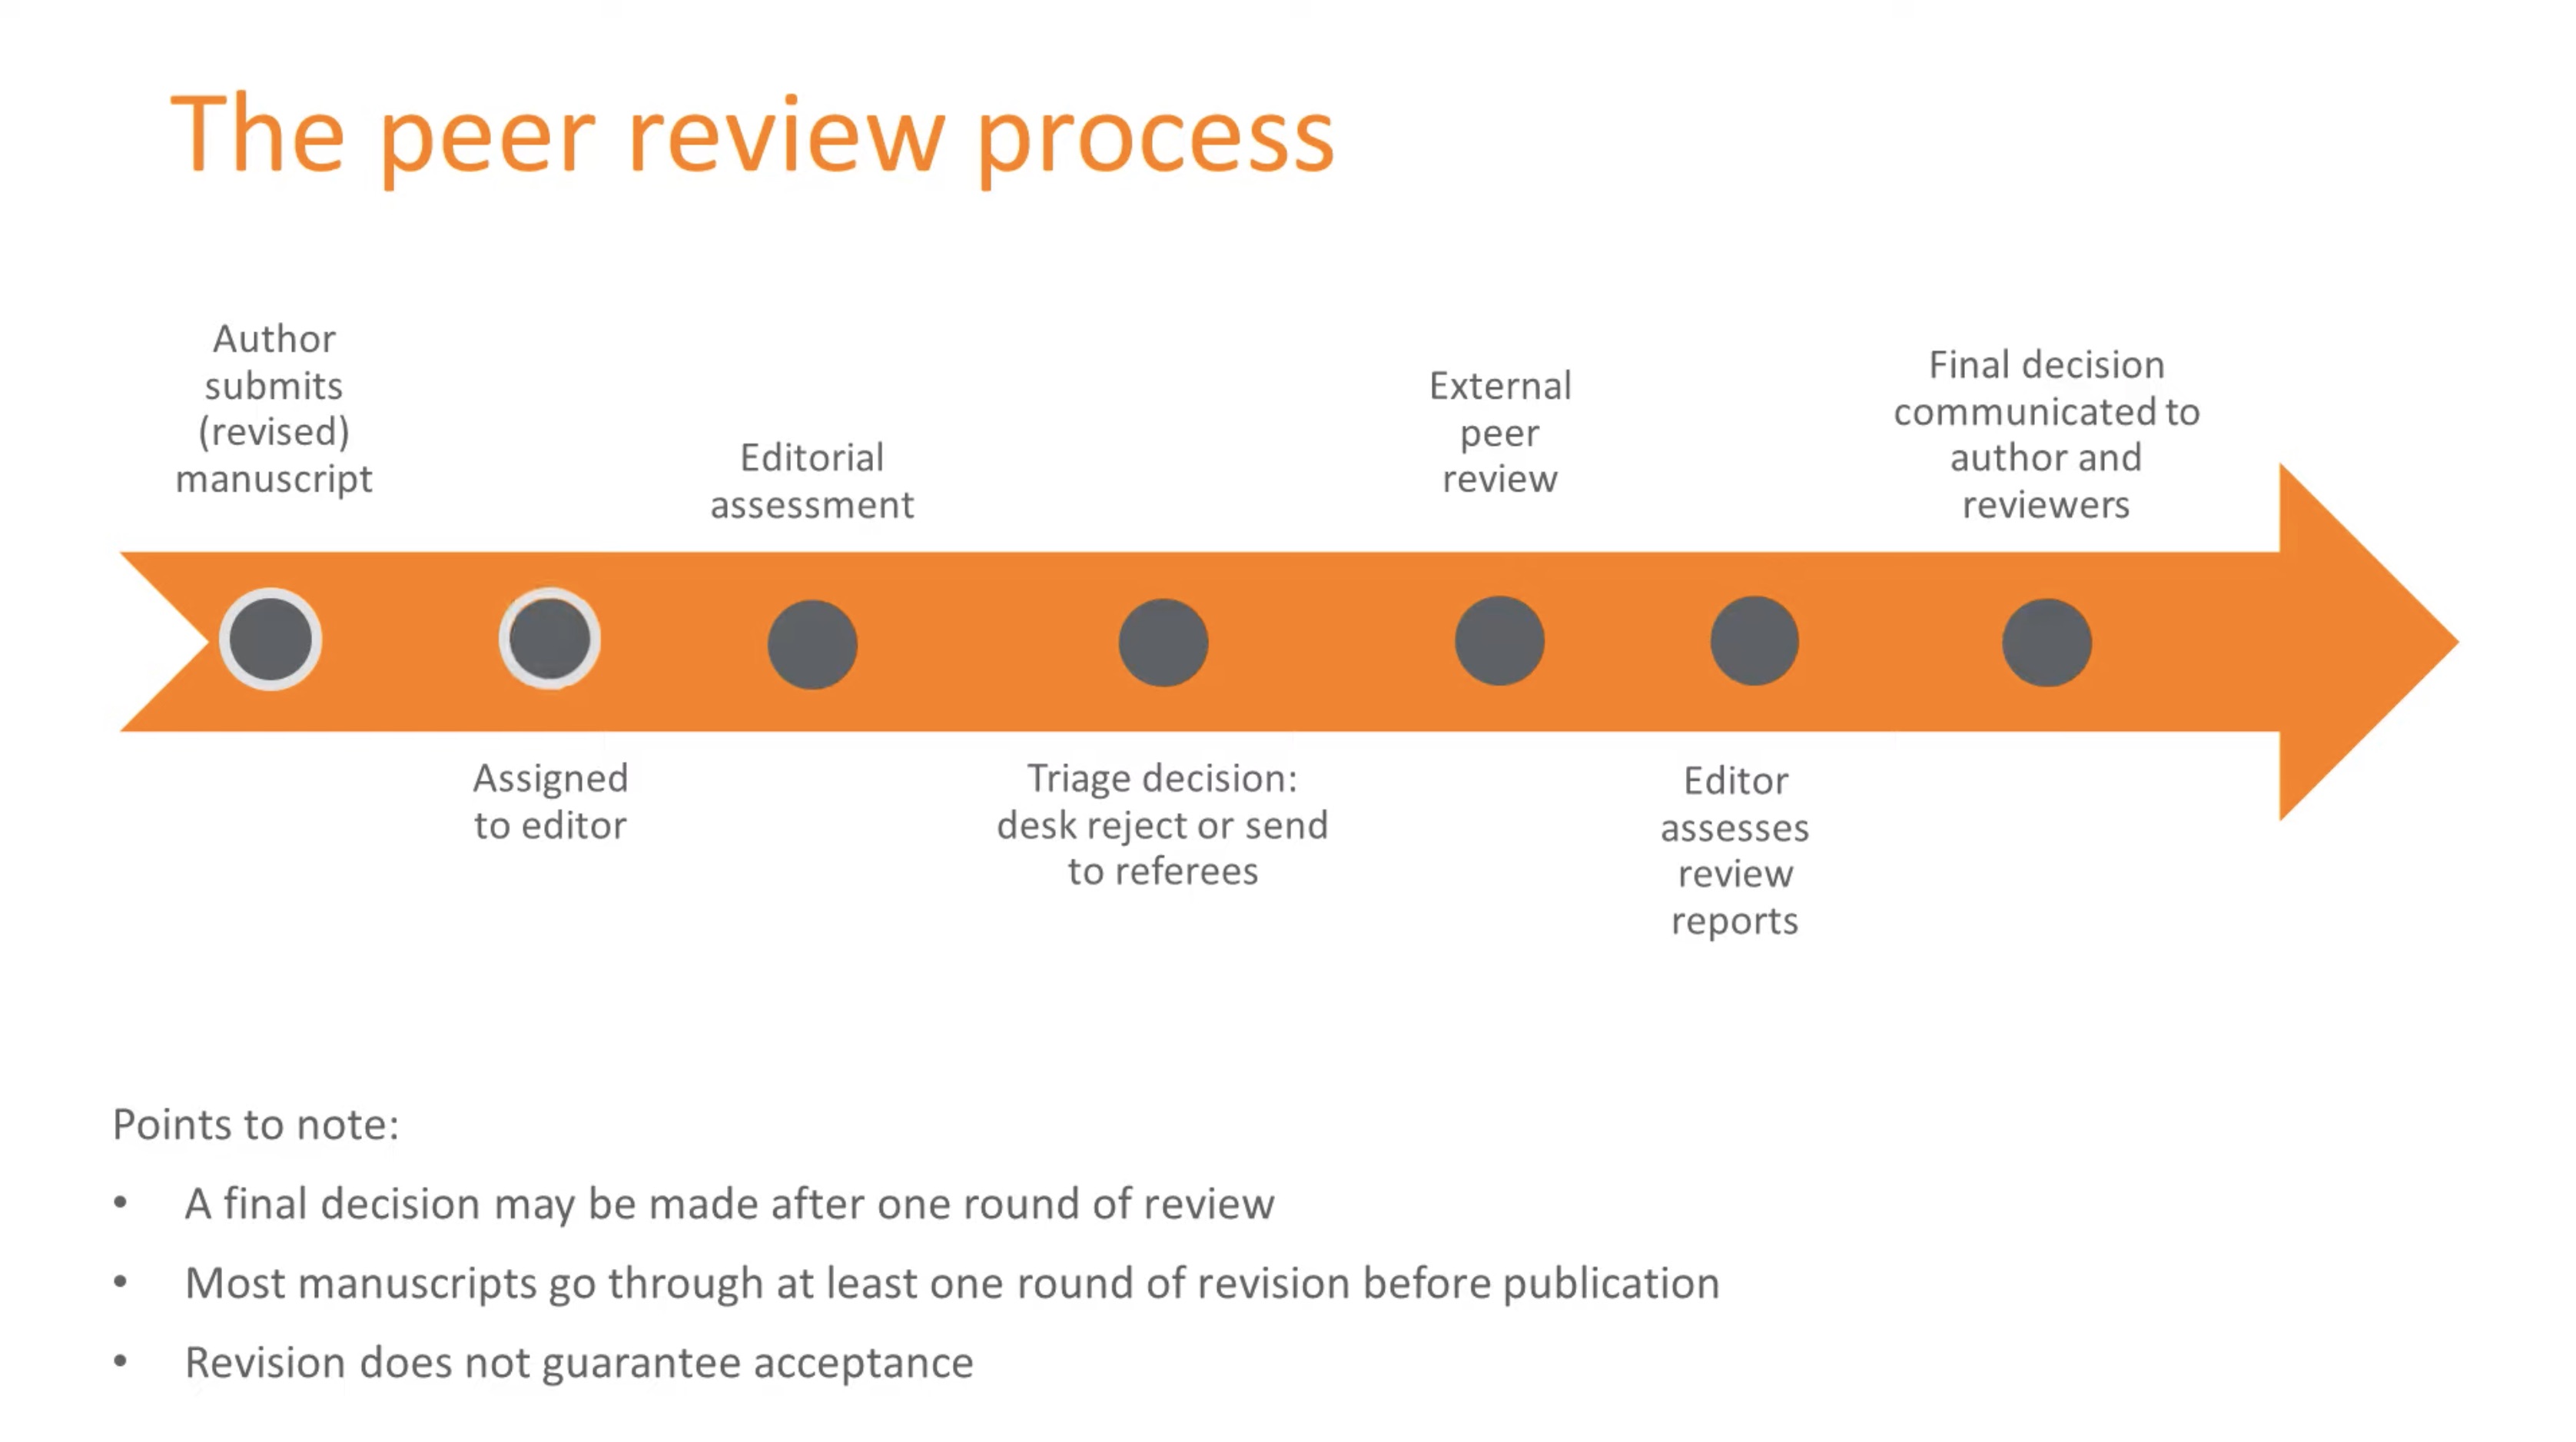 The peer review process
Author
submits
(revised)
manuscript
Assigned
to editor
Editorial
assessment
Triage decision:
desk reject or send
to referees
External
peer
review
Editor
assesses
review
reports
Final decision
communicated to
author and
reviewers
Points to note:
• A final decision may be made after one round of review
• Most manuscripts go through at least one round of revision before publication
• Revision does not guarantee acceptance